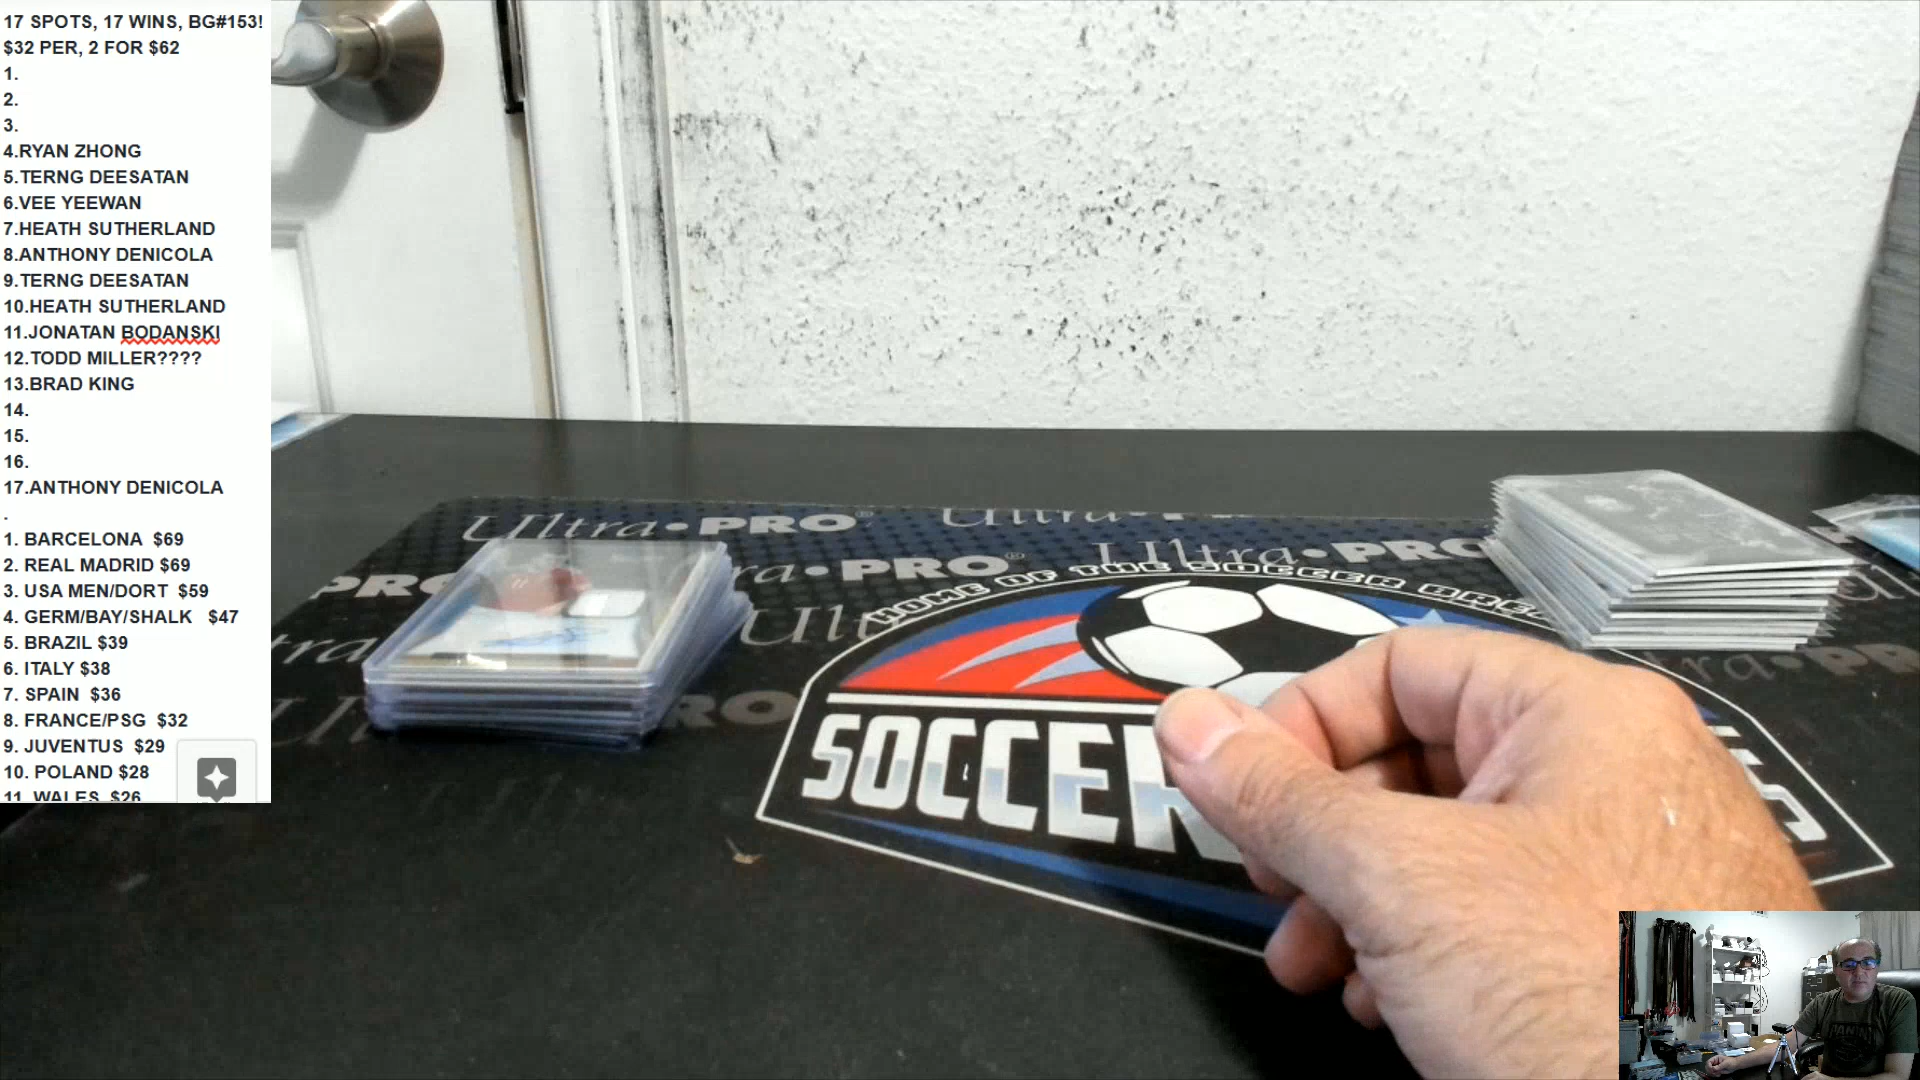 17 SPOTS, 17 WINS, BG#153!
$32 PER, 2 FOR $62
1.
2.
3.
4.RYAN ZHONG
5.TERNG DEESATAN
6.VEE YEEWAN
7.HEATH SUTHERLAND
8.ANTHONY DENICOLA
9.TERNG DEESATAN
10.HEATH SUTHERLAND
11.JONATAN BODANSKI
12.TODD MILLER????
13.BRAD KING
14.
15.
16.
17.ANTHONY DENICOLA
.
1. BARCELONA $69
2. REAL MADRID $69
3. USA MEN/DORT $59
4. GERM/BAY/SHALK $47
5. BRAZIL $39
6. ITALY $38
7. SPAIN $36
8. FRANCE/PSG $32
9. JUVENTUS $29
10. POLAND $28
11. WALES $26
Ultra•PRO®
Ultra•PRO®
Ultra•PRO
HOME OF THE SOCCER
SOCCER